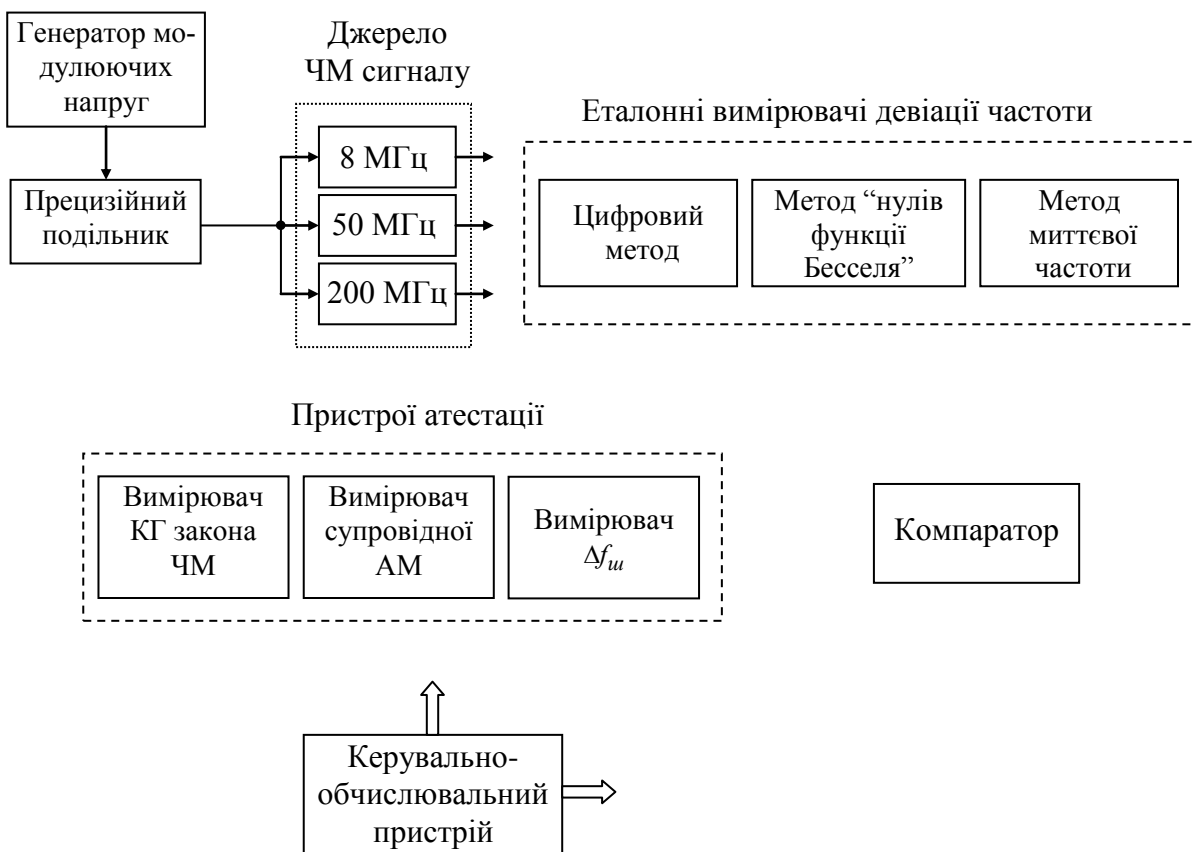 Генератор мо-
дулюючих
напруг
Джерело
ЧМ сигналу
Еталонні вимірювачі девіації частоти
8 МГц
50 МГц
200 МГц
Прецизійний
подільник
Цифровий
метод
Метод “нулів
функції
Бесселя”
Метод
миттєвої
частоти
Пристрої атестації
Вимірювач
КГ закона
ЧМ
Вимірювач
супровідної
АМ
Вимірювач
Δfш
Компаратор
Керувально-
обчислювальний
пристрій